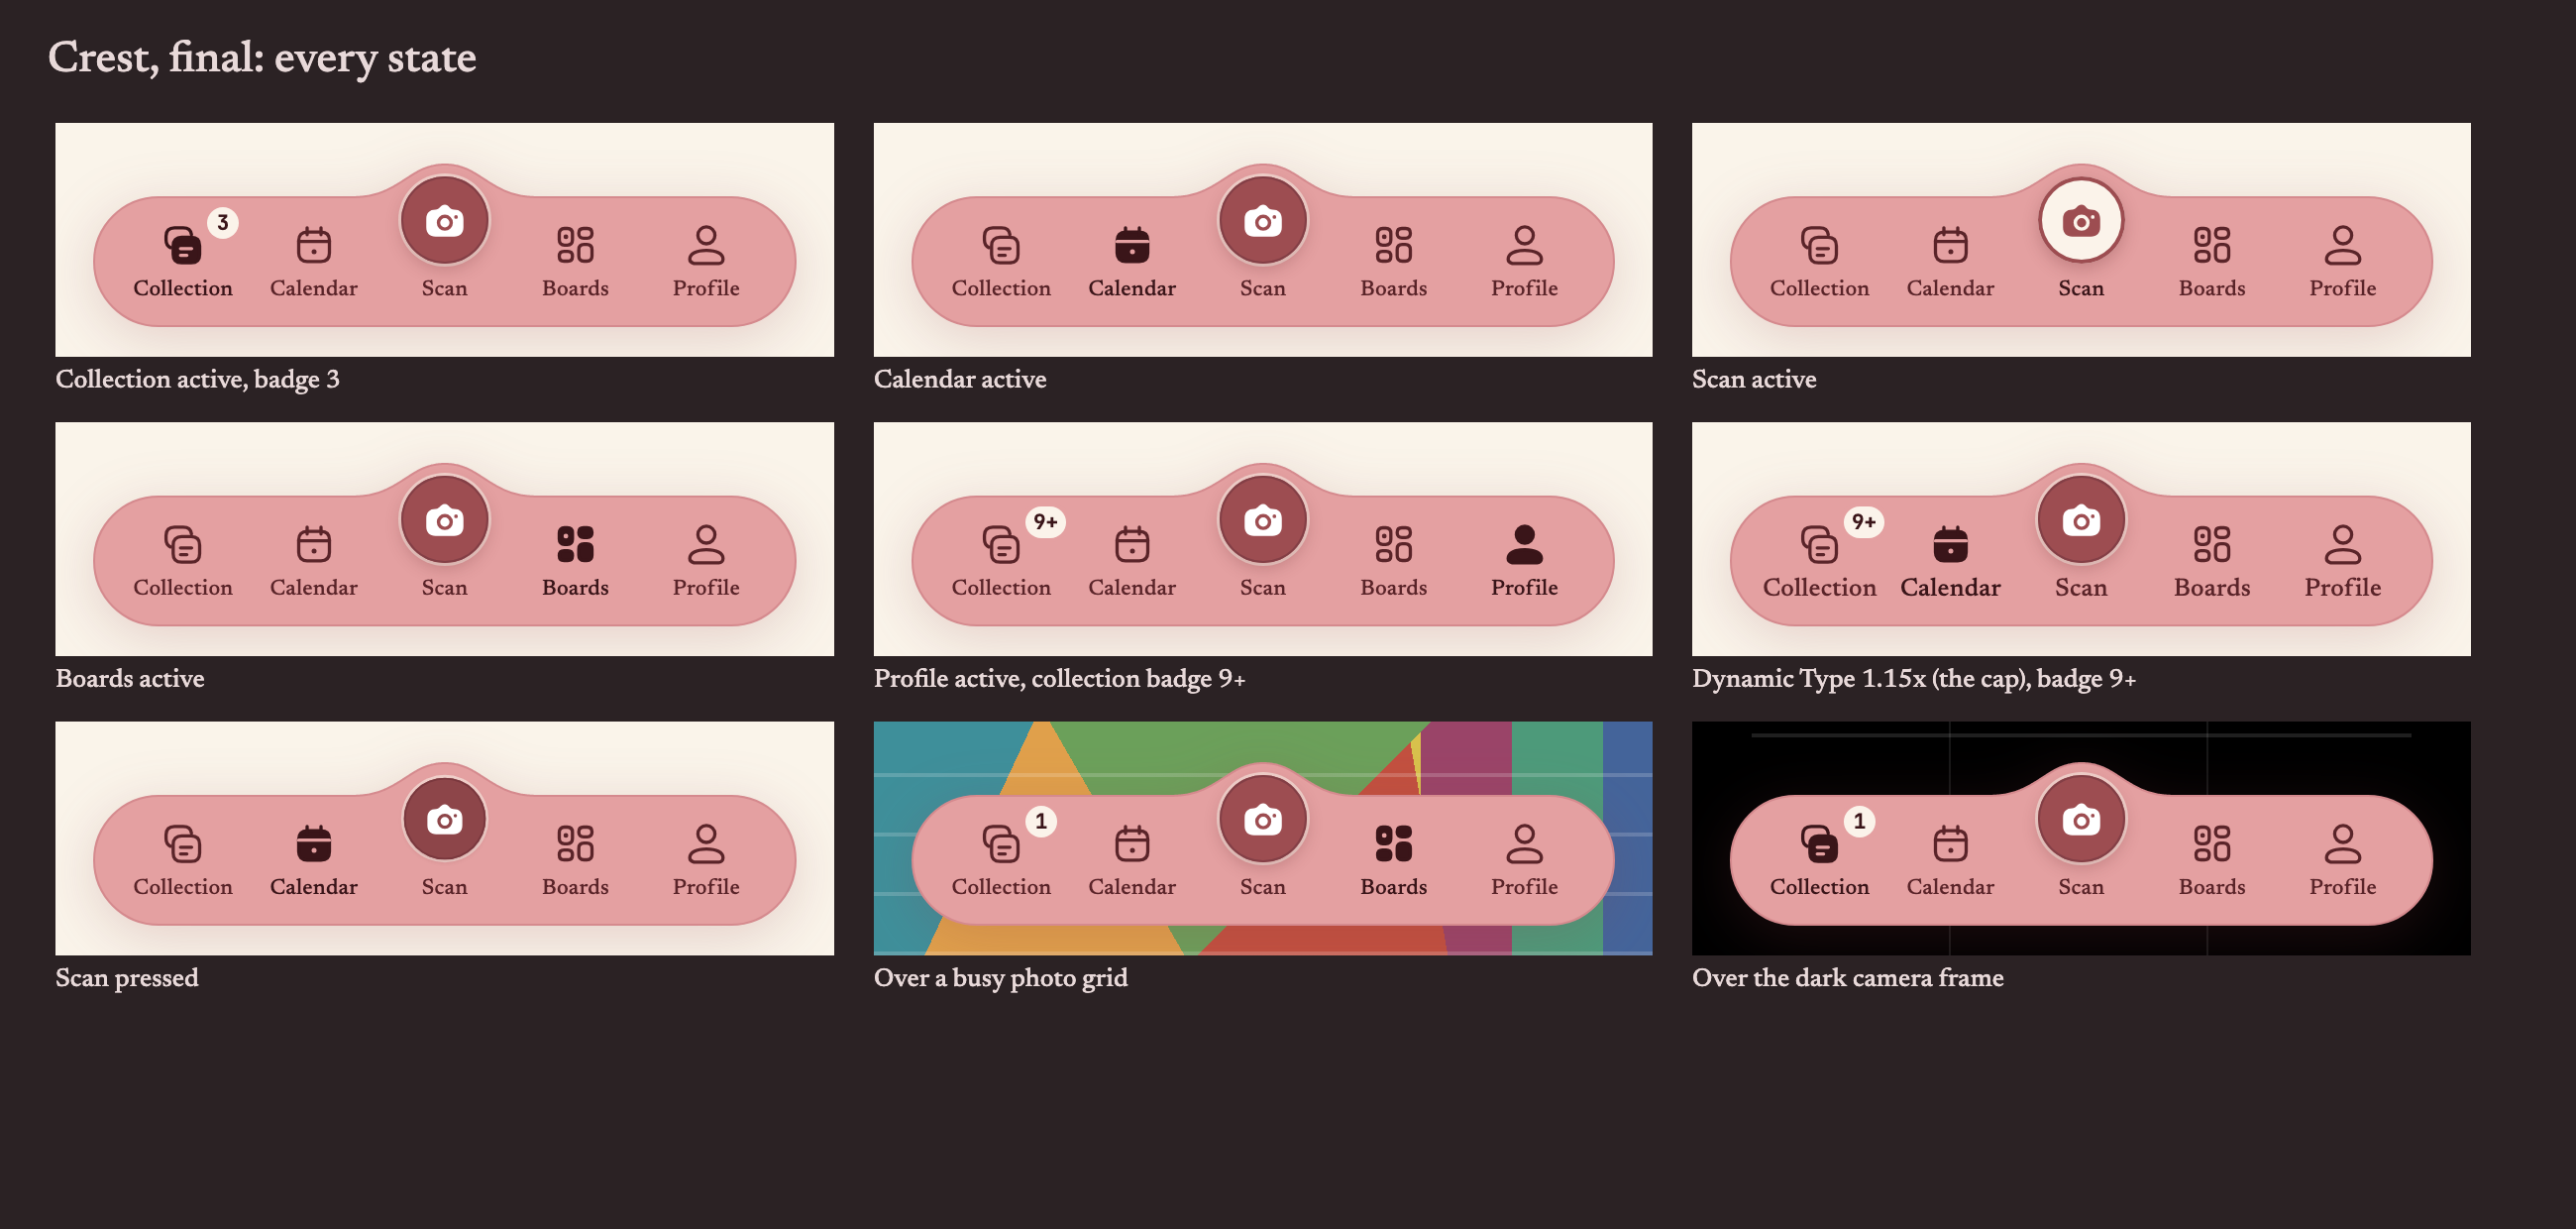 Crest, final: every state
3
Collection Calendar Scan Boards Profile
Collection active, badge 3
Collection Calendar Scan Boards Profile
Calendar active
Collection Calendar Scan Boards Profile
Scan active
Collection Calendar Scan Boards Profile
Boards active
9+
Collection Calendar Scan Boards Profile
Profile active, collection badge 9+
9+
Collection Calendar Scan Boards Profile
Dynamic Type 1.15x (the cap), badge 9+
Collection Calendar Scan Boards Profile
Scan pressed
1
Collection Calendar Scan Boards Profile
Over a busy photo grid
1
Collection Calendar Scan Boards Profile
Over the dark camera frame